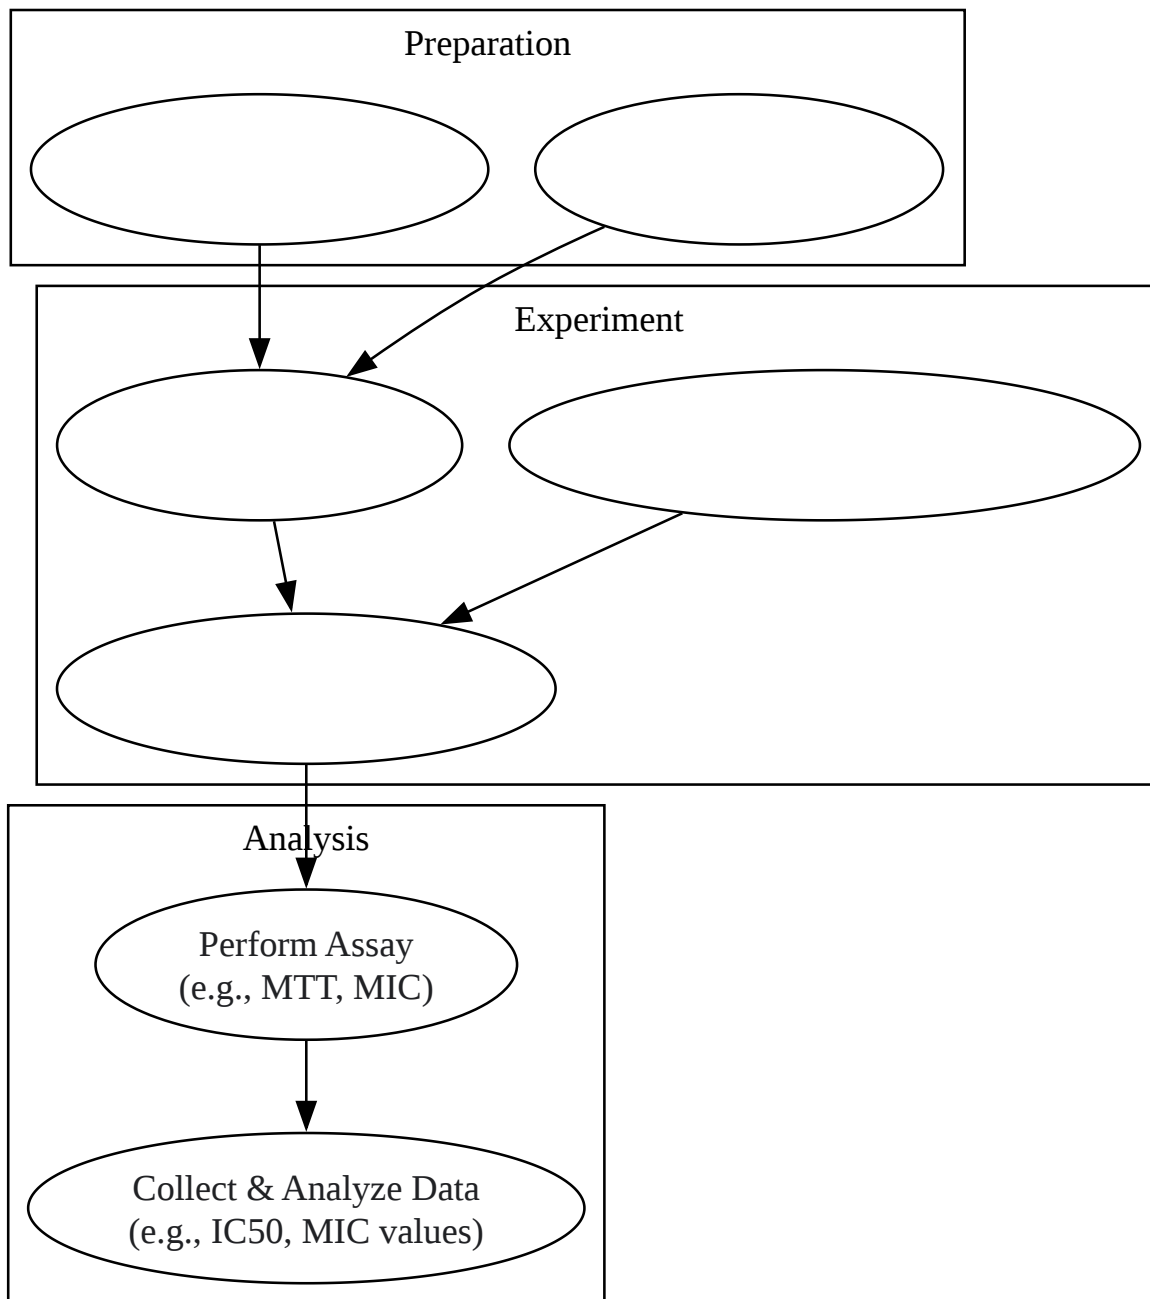 Preparation
Experiment
Analysis
Perform Assay
(e.g., MTT, MIC)
Collect & Analyze Data
(e.g., IC50, MIC values)